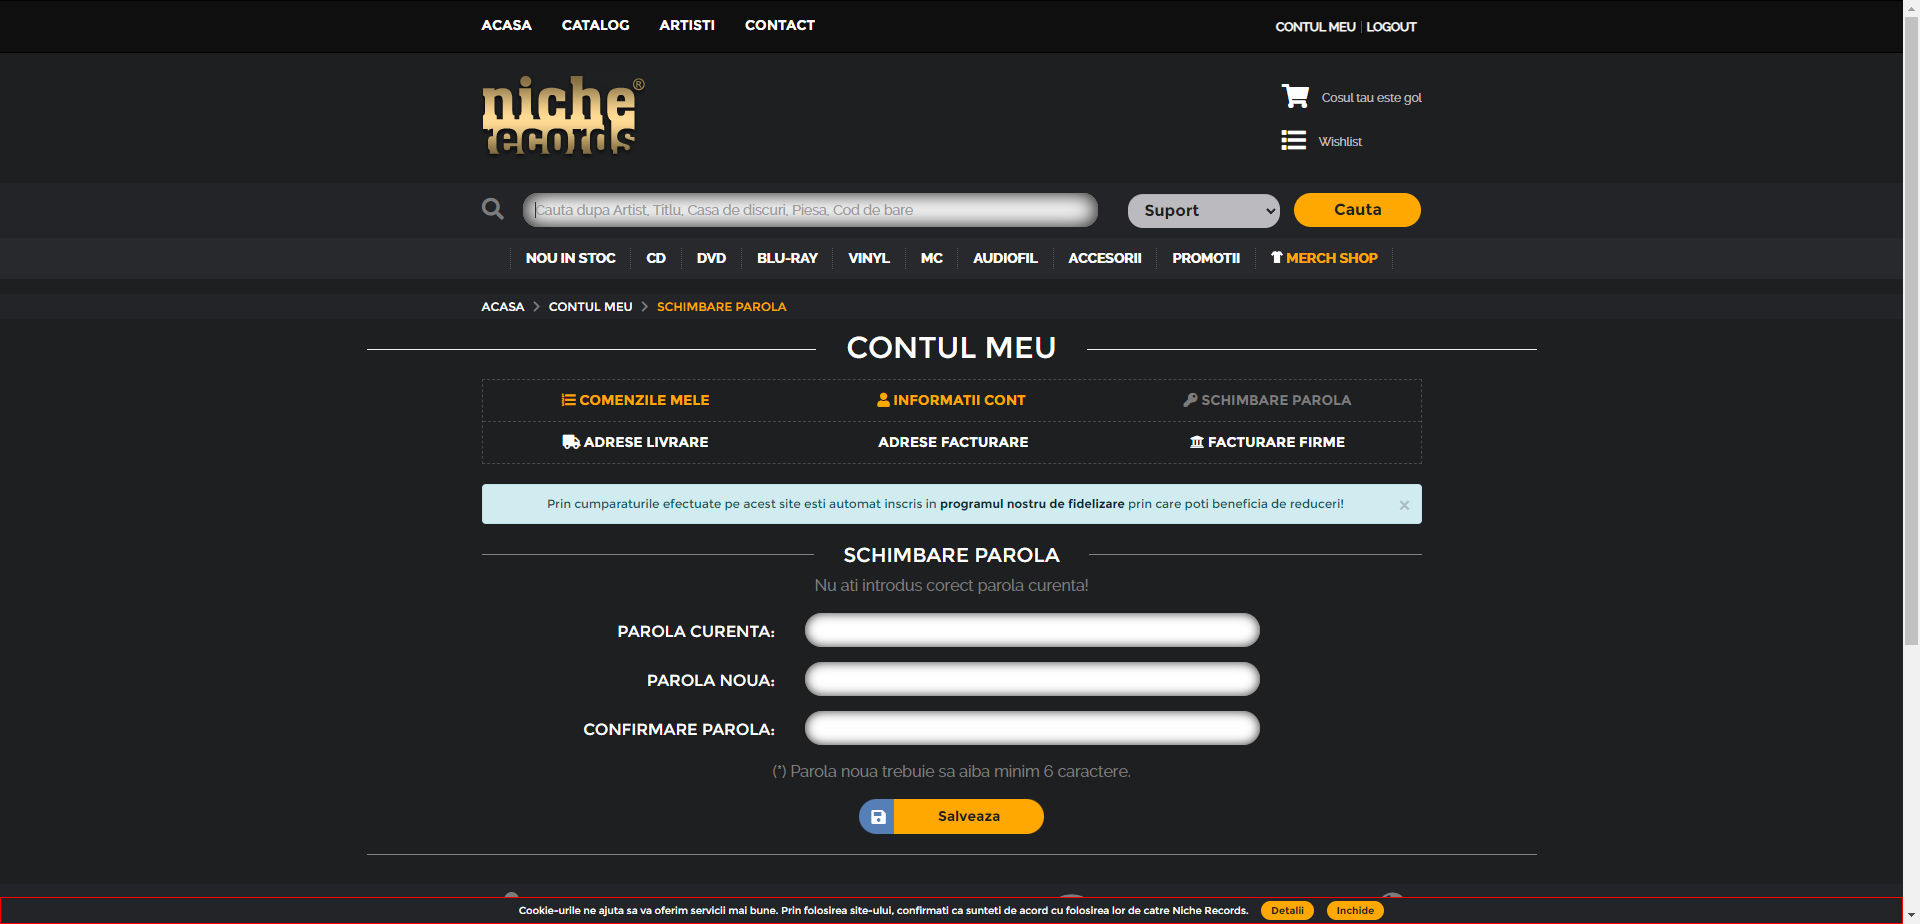 ACASA CATALOG ARTISTI CONTACT CONTUL MEU LOGOUT
niche®
records
Cosul tau este gol
Wishlist
Cauta dupa Artist, Titlu, Casa de discuri, Piesa, Cod de bare Suport Cauta
NOU IN STOC CD DVD BLU-RAY VINYL MC AUDIOFIL ACCESORII PROMOTII MERCH SHOP
ACASA CONTUL MEU SCHIMBARE PAROLA
CONTUL MEU
COMENZILE MELE INFORMATII CONT SCHIMBARE PAROLA
ADRESE LIVRARE ADRESE FACTURARE FACTURARE FIRME
Prin cumparaturile efectuate pe acest site esti automat inscris in programul nostru de fidelizare prin care poti beneficia de reduceri! ×
SCHIMBARE PAROLA
Nu ati introdus corect parola curenta!
PAROLA CURENTA:
PAROLA NOUA:
CONFIRMARE PAROLA:
(*) Parola noua trebuie sa aiba minim 6 caractere.
Salveaza
Cookie-urile ne ajuta sa va oferim servicii mai bune. Prin folosirea site-ului, confirmati ca sunteti de acord cu folosirea lor de catre Niche Records. Detalii Inchide